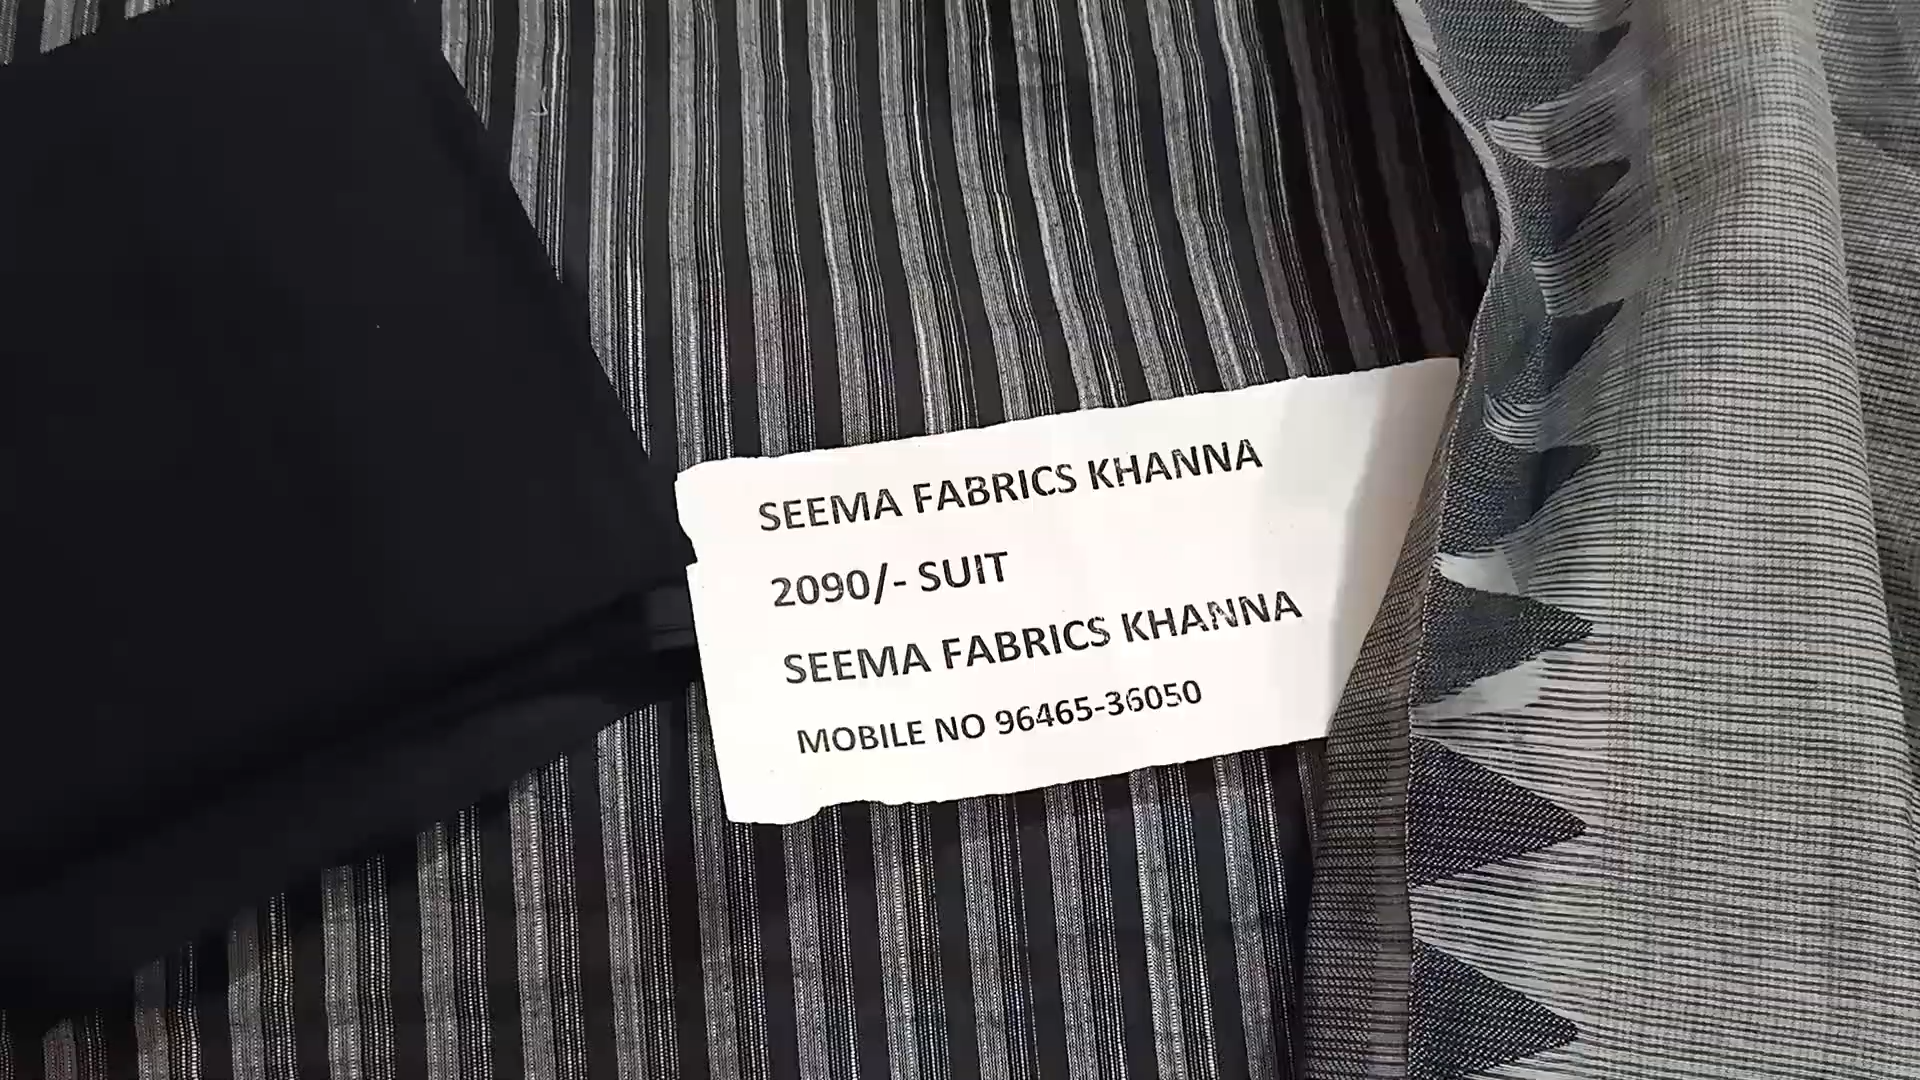 SEEMA FABRICS KHANNA
2090/- SUIT
SEEMA FABRICS KHANNA
MOBILE NO 96465-36050